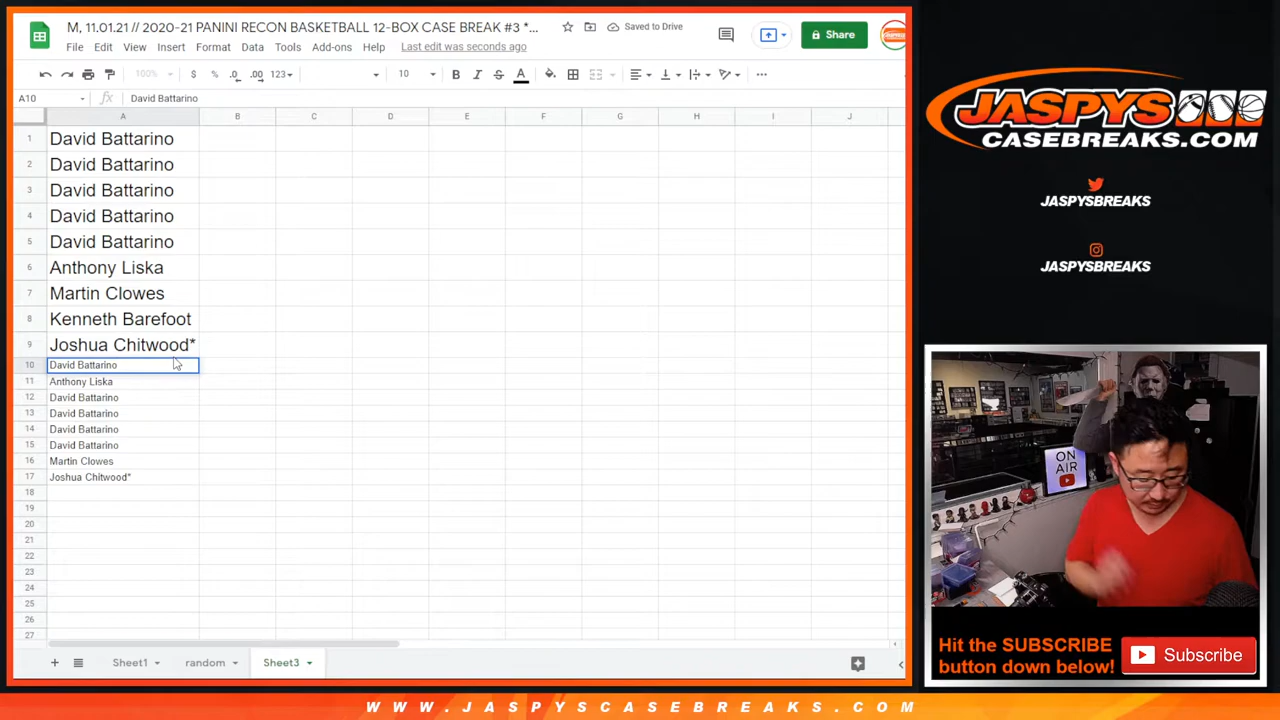 M, 11.01.21 // 2020-21 PANINI RECON BASKETBALL 12-BOX CASE BREAK #3 *...
Saved to Drive
Share
File Edit View Insert Format Data Tools Add-ons Help Last edit was seconds ago
100% $ % .0 .00 123 10 B I S A
A10 fx David Battarino
A B C D E F G H I J
1 David Battarino
2 David Battarino
3 David Battarino
4 David Battarino
5 David Battarino
6 Anthony Liska
7 Martin Clowes
8 Kenneth Barefoot
9 Joshua Chitwood*
10 David Battarino
11 Anthony Liska
12 David Battarino
13 David Battarino
14 David Battarino
15 David Battarino
16 Martin Clowes
17 Joshua Chitwood*
18
19
20
21
22
23
24
25
26
27
+ Sheet1 random Sheet3
JASPYS
CASEBREAKS.COM
JASPYSBREAKS
JASPYSBREAKS
ON
AIR
Hit the SUBSCRIBE
button down below!
Subscribe
WWW.JASPYSCASEBREAKS.COM